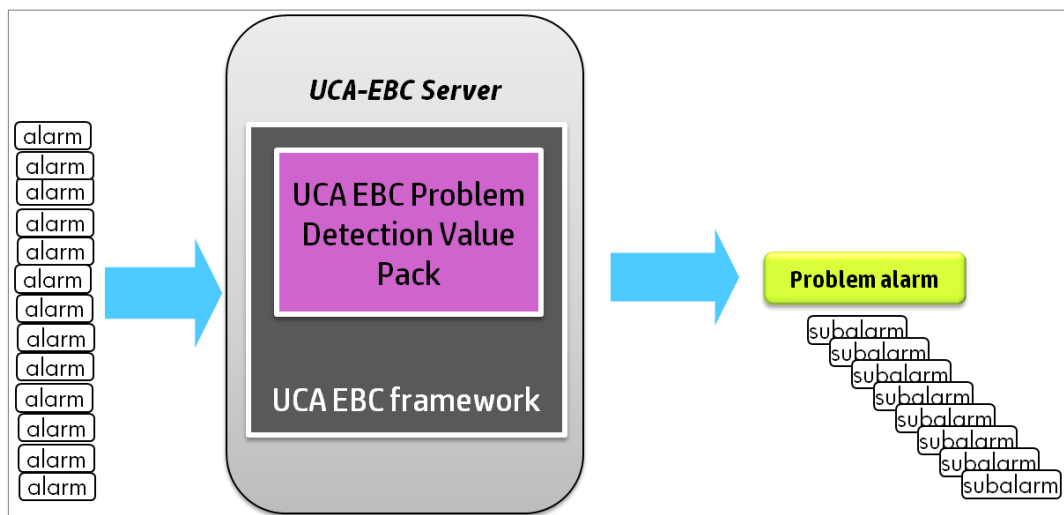 UCA-EBC Server
alarm
alarm
alarm
alarm
alarm
alarm
alarm
alarm
alarm
alarm
alarm
alarm
alarm
UCA EBC Problem
Detection Value
Pack
UCA EBC framework
Problem alarm
subalarm
subalarm
subalarm
subalarm
subalarm
subalarm
subalarm
subalarm